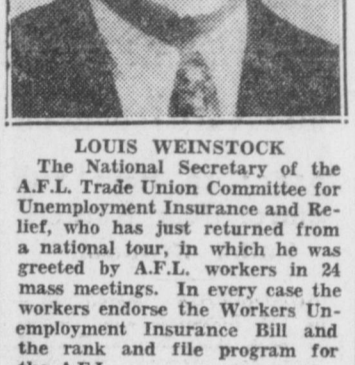 LOUIS WEINSTOCK
The National Secretary of the
A.F.L. Trade Union Committee for
Unemployment Insurance and Re-
lief, who has just returned from
a national tour, in which he was
greeted by A.F.L. workers in 24
mass meetings. In every case the
workers endorse the Workers Un-
employment Insurance Bill and
the rank and file program for
the A.F.L.